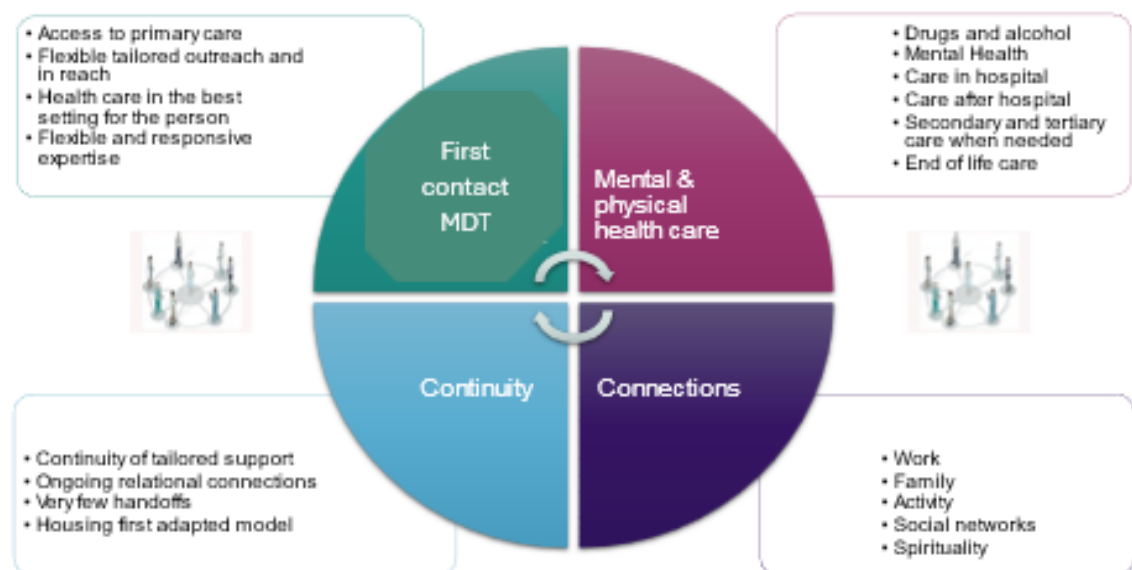 • Access to primary care
• Flexible tailored outreach and
in reach
• Health care in the best
setting for the person
• Flexible and responsive
expertise
First
contact
MDT
Mental &
physical
health care
• Drugs and alcohol
• Mental Health
• Care in hospital
• Care after hospital
• Secondary and tertiary
care when needed
• End of life care
Continuity
Connections
• Continuity of tailored support
• Ongoing relational connections
• Very few handoffs
• Housing first adapted model
• Work
• Family
• Activity
• Social networks
• Spirituality